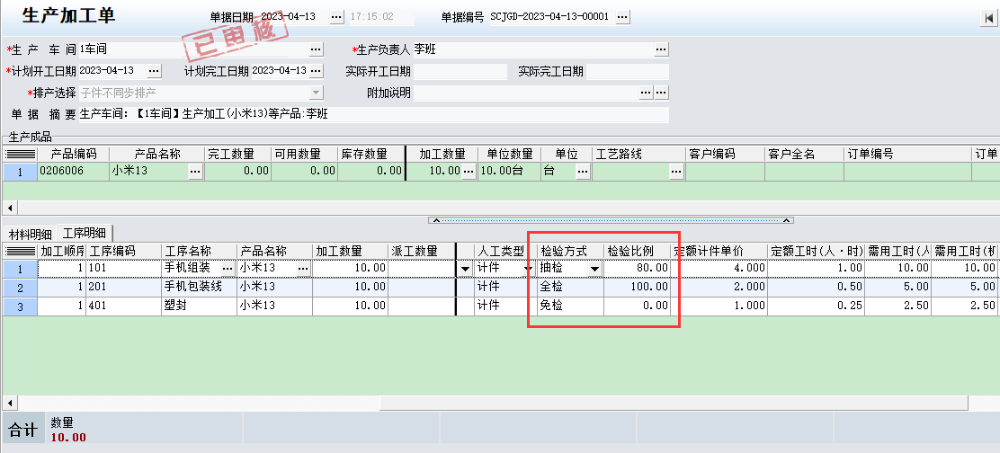 生产加工单 单据日期 2023-04-13 ... 17:15:02 单据编号 SCJGD-2023-04-13-00001 ...
已审核
*生 产 车 间 1车间 ... *生产负责人 李班 ...
*计划开工日期 2023-04-13 ... 计划完工日期 2023-04-13 ... 实际开工日期 实际完工日期
*排产选择 子件不同步排产 附加说明 ... ...
单 据 摘 要 生产车间:【1车间】生产加工(小米13)等产品:李班
生产成品
产品编码 产品名称 完工数量 可用数量 库存数量 加工数量 单位数量 单位 工艺路线 客户编码 客户全名 订单编号 订单
1 0206006 小米13 ... 0.00 0.00 0.00 10.00 ... 10.00台 台 ... ...
材料明细 工序明细
加工顺序 工序编码 工序名称 产品名称 加工数量 派工数量 人工类型 检验方式 检验比例 定额计件单价 定额工时(人·时) 需用工时(人 需用工时(机
1 1 101 手机组装 ... 小米13 ... 10.00 计件 抽检 80.00 4.000 1.00 10.00 10.00
2 1 201 手机包装线 小米13 10.00 计件 全检 100.00 2.000 0.50 5.00 5.00
3 1 401 塑封 小米13 10.00 计件 免检 0.00 1.000 0.25 2.50 2.50
合计 数量
10.00